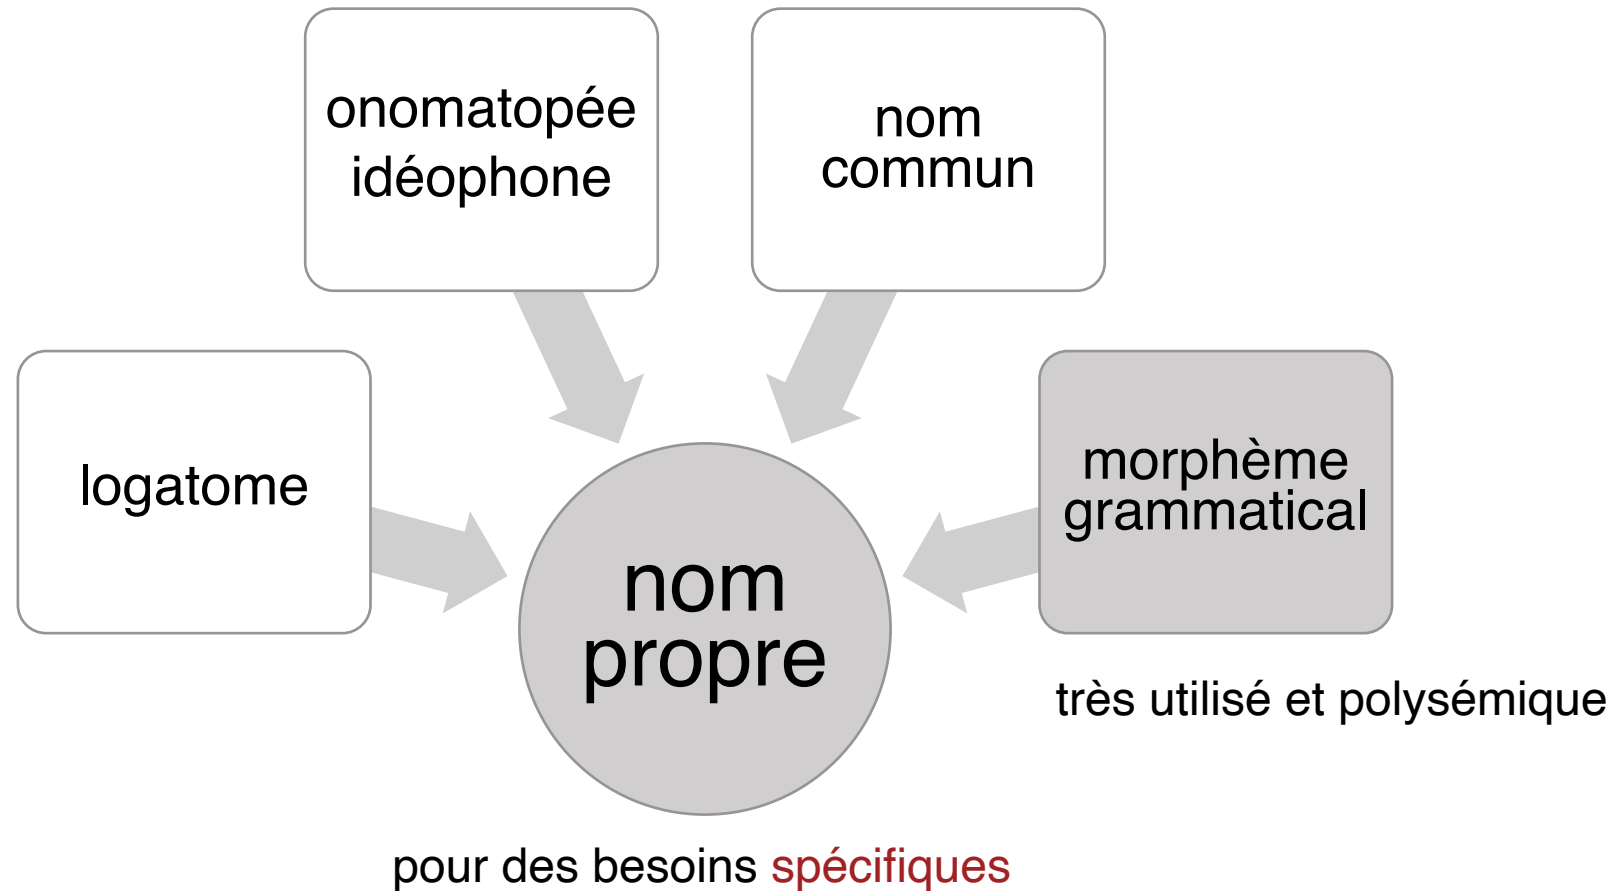 onomatopée
idéophone
nom
commun
logatome
morphème
grammatical
nom
propre
très utilisé et polysémique
pour des besoins spécifiques